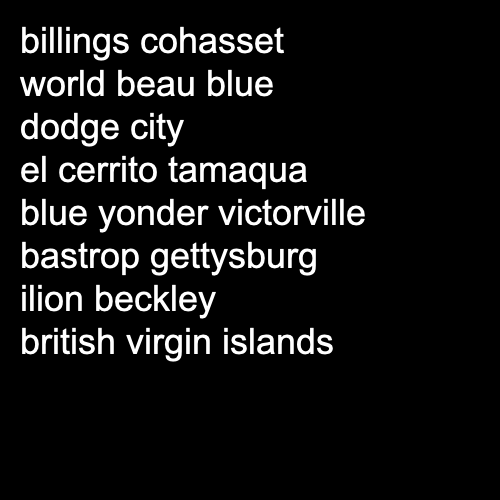 billings cohasset
world beau blue
dodge city
el cerrito tamaqua
blue yonder victorville
bastrop gettysburg
ilion beckley
british virgin islands